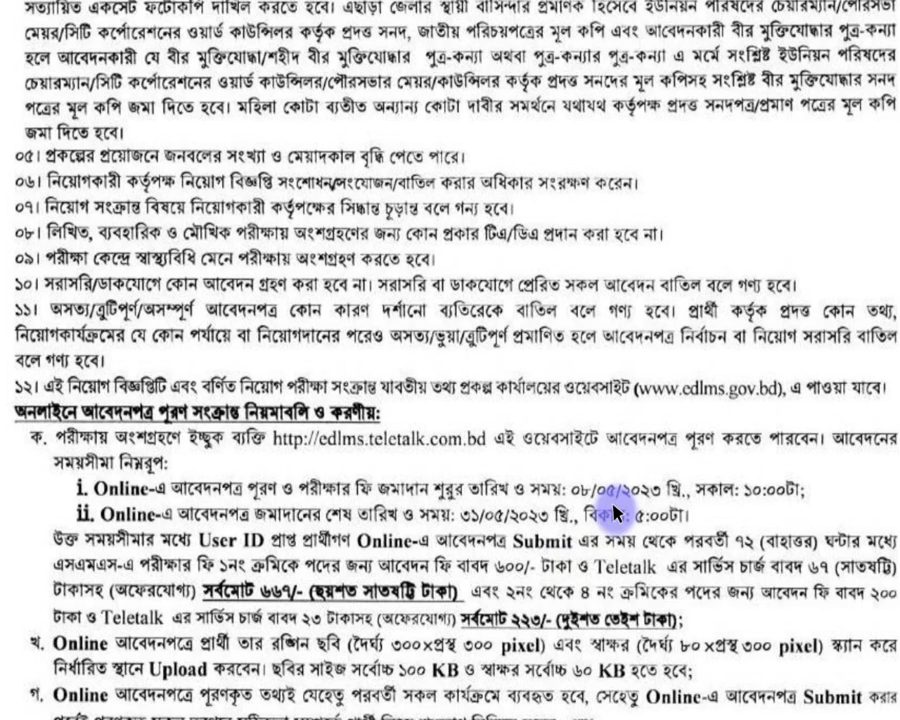 সত্যায়িত একসেট ফটোকপি দাখিল করতে হবে। এছাড়া জেলার স্থায়ী বাসিন্দার প্রমাণক হিসেবে ইউনিয়ন পরিষদের চেয়ারম্যান/পৌরসভা
মেয়র/সিটি কর্পোরেশনের ওয়ার্ড কাউন্সিলর কর্তৃক প্রদত্ত সনদ, জাতীয় পরিচয়পত্রের মূল কপি এবং আবেদনকারী বীর মুক্তিযোদ্ধার পুত্র-কন্যা
হলে আবেদনকারী যে বীর মুক্তিযোদ্ধা/শহীদ বীর মুক্তিযোদ্ধার পুত্র-কন্যা অথবা পুত্র-কন্যার পুত্র-কন্যা এ মর্মে সংশ্লিষ্ট ইউনিয়ন পরিষদের
চেয়ারম্যান/সিটি কর্পোরেশনের ওয়ার্ড কাউন্সিলর/পৌরসভার মেয়র/কাউন্সিলর কর্তৃক প্রদত্ত সনদের মূল কপিসহ সংশ্লিষ্ট বীর মুক্তিযোদ্ধার সনদ
পত্রের মূল কপি জমা দিতে হবে। মহিলা কোটা ব্যতীত অন্যান্য কোটা দাবীর সমর্থনে যথাযথ কর্তৃপক্ষ প্রদত্ত সনদপত্র/প্রমাণ পত্রের মূল কপি
জমা দিতে হবে।
০৫। প্রকল্পের প্রয়োজনে জনবলের সংখ্যা ও মেয়াদকাল বৃদ্ধি পেতে পারে।
০৬। নিয়োগকারী কর্তৃপক্ষ নিয়োগ বিজ্ঞপ্তি সংশোধন/সংযোজন/বাতিল করার অধিকার সংরক্ষণ করেন।
০৭। নিয়োগ সংক্রান্ত বিষয়ে নিয়োগকারী কর্তৃপক্ষের সিদ্ধান্ত চূড়ান্ত বলে গন্য হবে।
০৮। লিখিত, ব্যবহারিক ও মৌখিক পরীক্ষায় অংশগ্রহণের জন্য কোন প্রকার টিএ/ডিএ প্রদান করা হবে না।
০৯। পরীক্ষা কেন্দ্রে স্বাস্থ্যবিধি মেনে পরীক্ষায় অংশগ্রহণ করতে হবে।
১০। সরাসরি/ডাকযোগে কোন আবেদন গ্রহণ করা হবে না। সরাসরি বা ডাকযোগে প্রেরিত সকল আবেদন বাতিল বলে গণ্য হবে।
১১। অসত্য/ত্রুটিপূর্ণ/অসম্পূর্ণ আবেদনপত্র কোন কারণ দর্শানো ব্যতিরেকে বাতিল বলে গণ্য হবে। প্রার্থী কর্তৃক প্রদত্ত কোন তথ্য,
নিয়োগকার্যক্রমের যে কোন পর্যায়ে বা নিয়োগদানের পরেও অসত্য/ভুয়া/ত্রুটিপূর্ণ প্রমাণিত হলে আবেদনপত্র নির্বাচন বা নিয়োগ সরাসরি বাতিল
বলে গণ্য হবে।
১২। এই নিয়োগ বিজ্ঞপ্তিটি এবং বর্ণিত নিয়োগ পরীক্ষা সংক্রান্ত যাবতীয় তথ্য প্রকল্প কার্যালয়ের ওয়েবসাইট (www.edlms.gov.bd), এ পাওয়া যাবে।
অনলাইনে আবেদনপত্র পূরণ সংক্রান্ত নিয়মাবলি ও করণীয়:
ক. পরীক্ষায় অংশগ্রহণে ইচ্ছুক ব্যক্তি http://edlms.teletalk.com.bd এই ওয়েবসাইটে আবেদনপত্র পূরণ করতে পারবেন। আবেদনের
সময়সীমা নিম্নরূপ:
i. Online-এ আবেদনপত্র পূরণ ও পরীক্ষার ফি জমাদান শুরুর তারিখ ও সময়: ০৮/০৫/২০২৩ খ্রি., সকাল: ১০:০০টা;
ii. Online-এ আবেদনপত্র জমাদানের শেষ তারিখ ও সময়: ৩১/০৫/২০২৩ খ্রি., বিকাল: ৫:০০টা।
উক্ত সময়সীমার মধ্যে User ID প্রাপ্ত প্রার্থীগণ Online-এ আবেদনপত্র Submit এর সময় থেকে পরবর্তী ৭২ (বাহাত্তর) ঘন্টার মধ্যে
এসএমএস-এ পরীক্ষার ফি ১নং ক্রমিকে পদের জন্য আবেদন ফি বাবদ ৬০০/- টাকা ও Teletalk এর সার্ভিস চার্জ বাবদ ৬৭ (সাতষট্টি)
টাকাসহ (অফেরযোগ্য) সর্বমোট ৬৬৭/- (ছয়শত সাতষট্টি টাকা) এবং ২নং থেকে ৪ নং ক্রমিকের পদের জন্য আবেদন ফি বাবদ ২০০
টাকা ও Teletalk এর সার্ভিস চার্জ বাবদ ২৩ টাকাসহ (অফেরযোগ্য) সর্বমোট ২২৩/- (দুইশত তেইশ টাকা);
খ. Online আবেদনপত্রে প্রার্থী তার রঙ্গিন ছবি (দৈর্ঘ্য ৩০০×প্রস্থ ৩০০ pixel) এবং স্বাক্ষর (দৈর্ঘ্য ৮০×প্রস্থ ৩০০ pixel) স্ক্যান করে
নির্ধারিত স্থানে Upload করবেন। ছবির সাইজ সর্বোচ্চ ১০০ KB ও স্বাক্ষর সর্বোচ্চ ৬০ KB হতে হবে;
গ. Online আবেদনপত্রে পূরণকৃত তথ্যই যেহেতু পরবর্তী সকল কার্যক্রমে ব্যবহৃত হবে, সেহেতু Online-এ আবেদনপত্র Submit করার